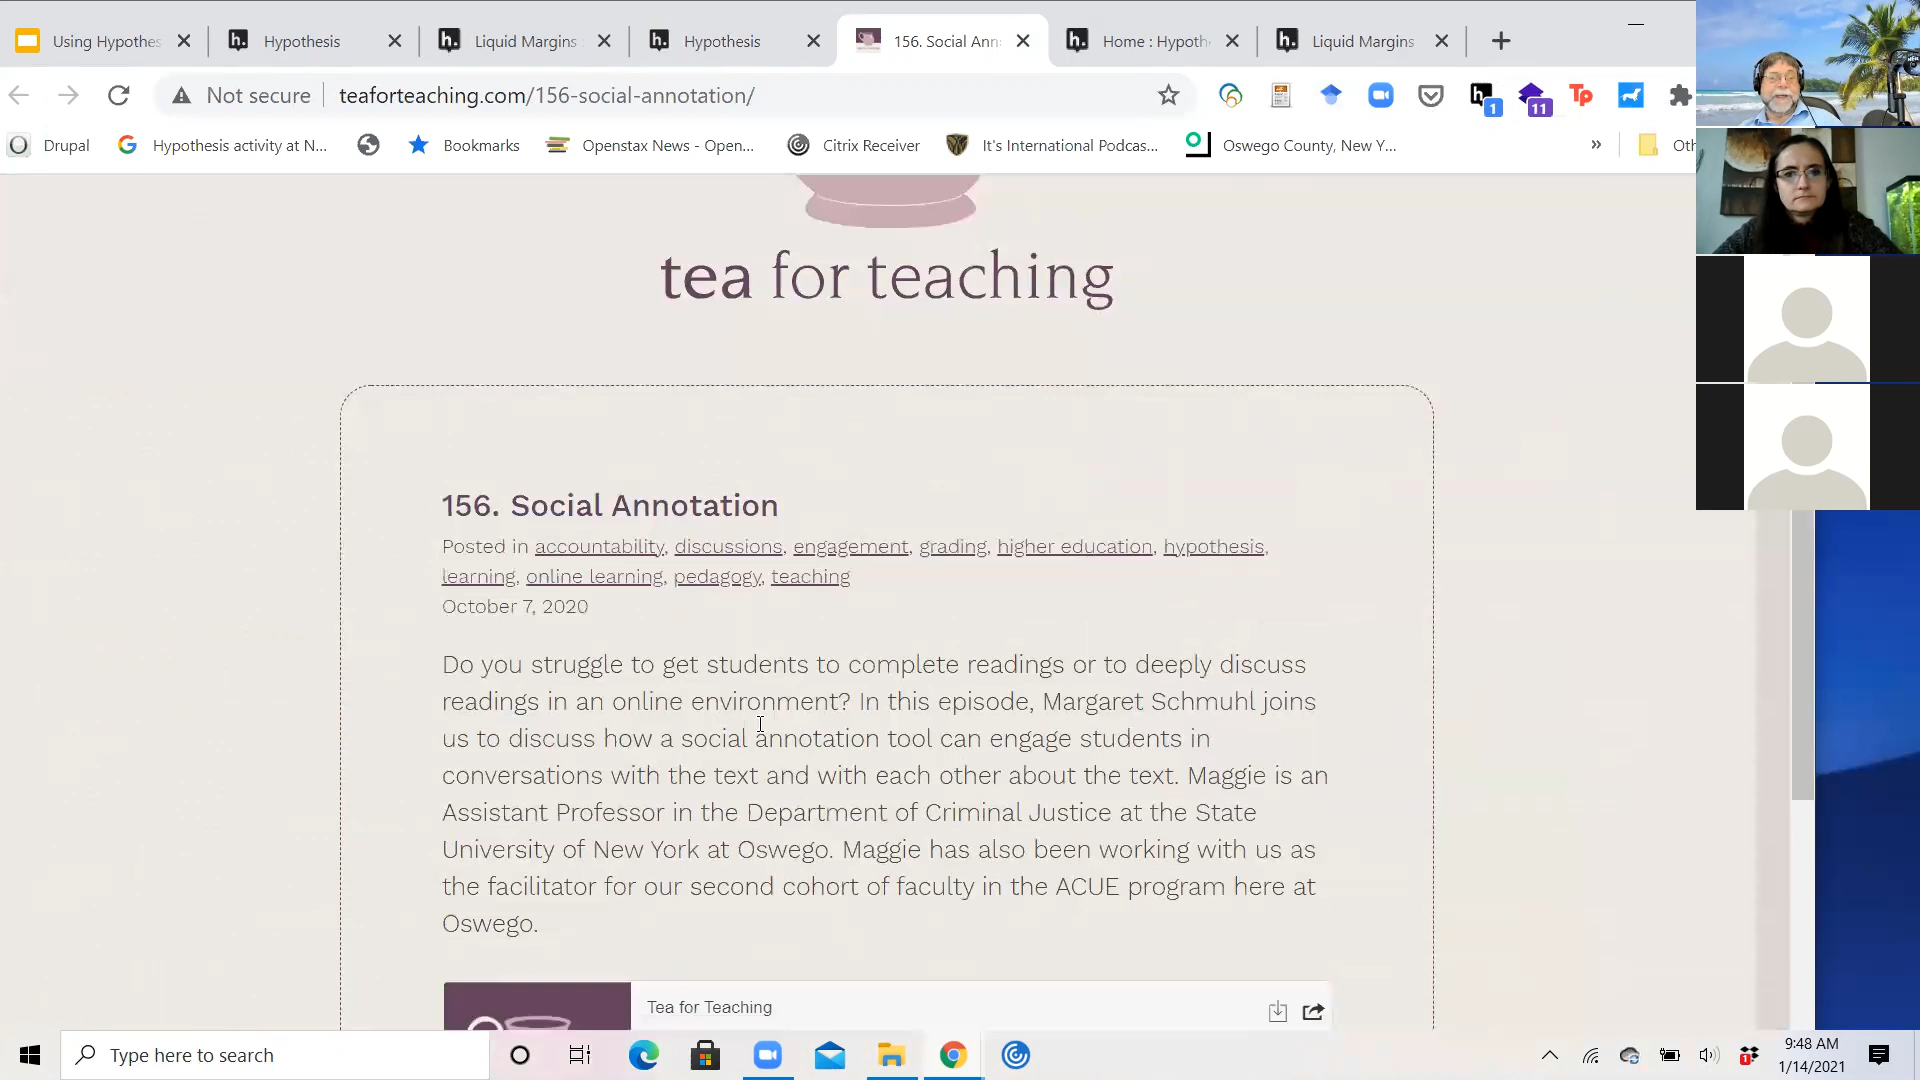 Using Hypothes
Hypothesis
Liquid Margins
Hypothesis
156. Social Ann
Home : Hypoth
Liquid Margins
Not secure
teaforteaching.com/156-social-annotation/
1
11
Drupal
Hypothesis activity at N...
Bookmarks
Openstax News - Open...
Citrix Receiver
It's International Podcas...
Oswego County, New Y...
»
Oth
tea for teaching
156. Social Annotation
Posted in accountability, discussions, engagement, grading, higher education, hypothesis,
learning, online learning, pedagogy, teaching
October 7, 2020
Do you struggle to get students to complete readings or to deeply discuss
readings in an online environment? In this episode, Margaret Schmuhl joins
us to discuss how a social annotation tool can engage students in
conversations with the text and with each other about the text. Maggie is an
Assistant Professor in the Department of Criminal Justice at the State
University of New York at Oswego. Maggie has also been working with us as
the facilitator for our second cohort of faculty in the ACUE program here at
Oswego.
Tea for Teaching
Type here to search
9:48 AM
1/14/2021